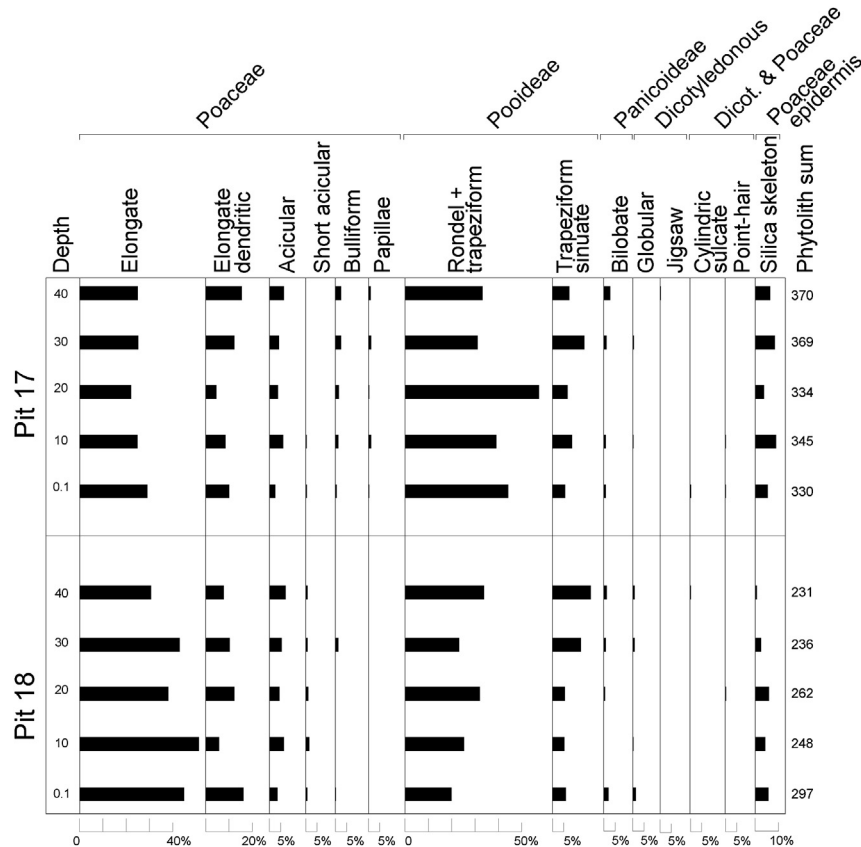 Poaceae
Pooideae
Panicoideae
Dicotyledonous
Dicot. & Poaceae
Poaceae
epidermis
Depth
Elongate
Elongate
dendritic
Acicular
Short acicular
Bulliform
Papillae
Rondel +
trapeziform
Trapeziform
sinuate
Bilobate
Globular
Jigsaw
Cylindric
sulcate
Point-hair
Silica skeleton
Phytolith sum
Pit 17
40 370
30 369
20 334
10 345
0.1 330
Pit 18
40 231
30 236
20 262
10 248
0.1 297
0 40% 20% 5% 5% 5% 5% 0 50% 5% 5% 5% 5% 5% 5% 10%